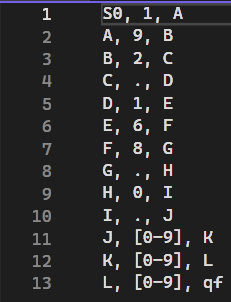 1 S0, 1, A
2 A, 9, B
3 B, 2, C
4 C, ., D
5 D, 1, E
6 E, 6, F
7 F, 8, G
8 G, ., H
9 H, 0, I
10 I, ., J
11 J, [0-9], K
12 K, [0-9], L
13 L, [0-9], qf